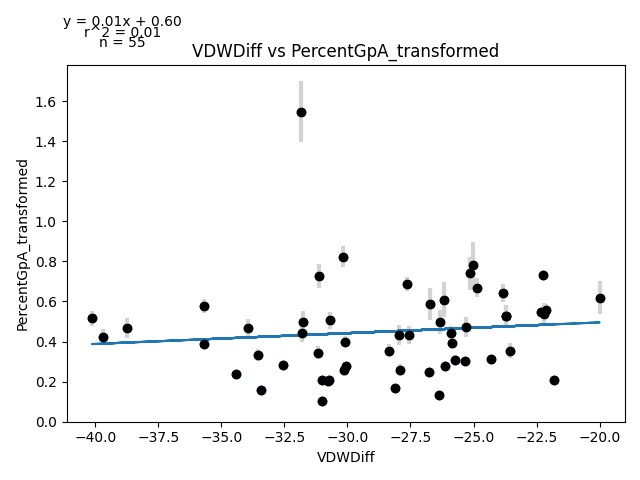 y = 0.01x + 0.60
r^2 = 0.01
n = 55
VDWDiff vs PercentGpA_transformed
PercentGpA_transformed
1.6
1.4
1.2
1.0
0.8
0.6
0.4
0.2
0.0
−40.0 −37.5 −35.0 −32.5 −30.0 −27.5 −25.0 −22.5 −20.0
VDWDiff